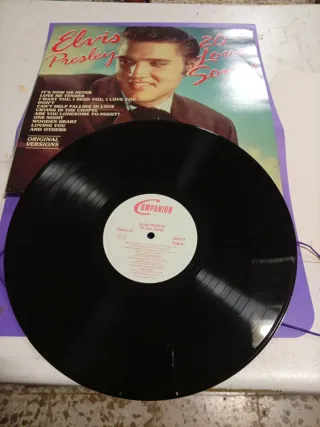 Elvis
Presley
20
Love
Songs
IT'S NOW OR NEVER
LOVE ME TENDER
I WANT YOU, I NEED YOU, I LOVE YOU
DON'T
CAN'T HELP FALLING IN LOVE
CRYING IN THE CHAPEL
ARE YOU LONESOME TO-NIGHT?
ONE NIGHT
WOODEN HEART
LOVING YOU
AND OTHERS
ORIGINAL
VERSIONS
COMPANION
ELVIS PRESLEY
20 Love Songs